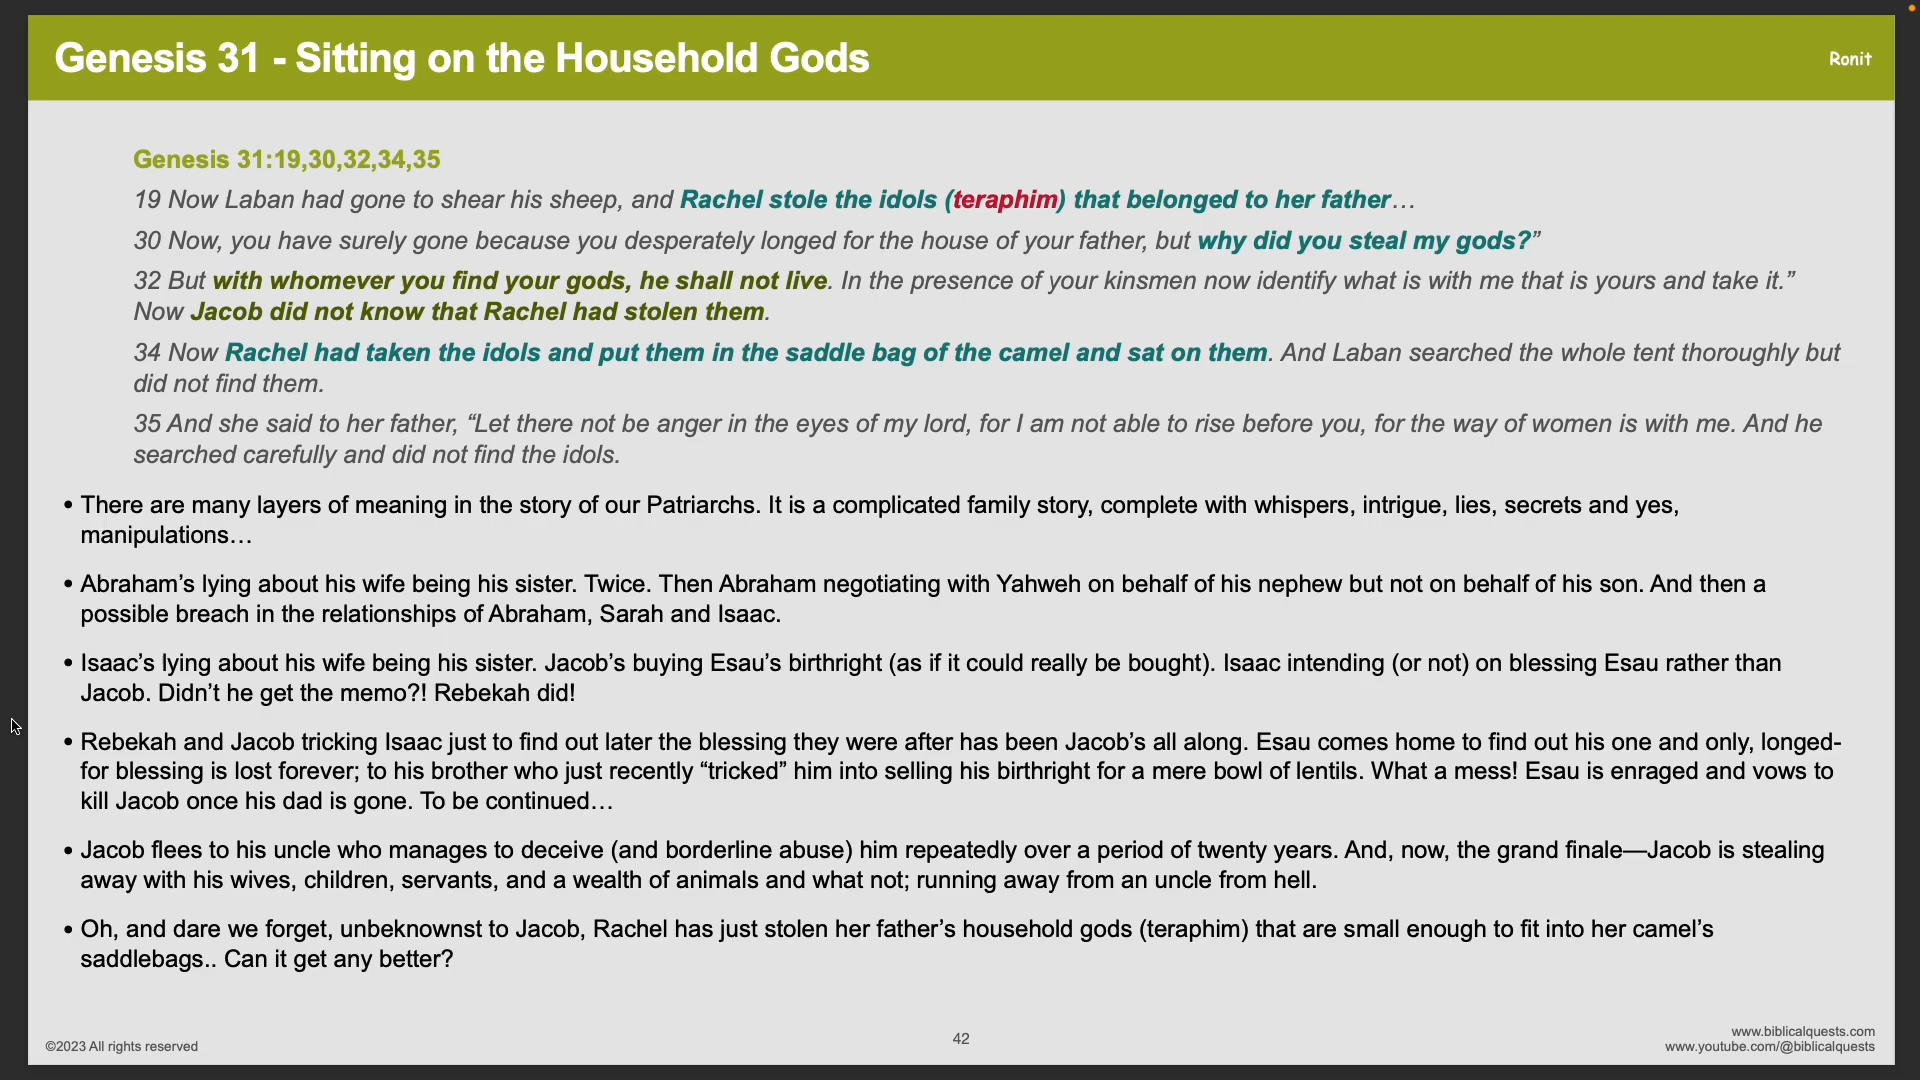 Genesis 31 - Sitting on the Household Gods
Ronit
Genesis 31:19,30,32,34,35
19 Now Laban had gone to shear his sheep, and Rachel stole the idols (teraphim) that belonged to her father…
30 Now, you have surely gone because you desperately longed for the house of your father, but why did you steal my gods?”
32 But with whomever you find your gods, he shall not live. In the presence of your kinsmen now identify what is with me that is yours and take it.”
Now Jacob did not know that Rachel had stolen them.
34 Now Rachel had taken the idols and put them in the saddle bag of the camel and sat on them. And Laban searched the whole tent thoroughly but
did not find them.
35 And she said to her father, “Let there not be anger in the eyes of my lord, for I am not able to rise before you, for the way of women is with me. And he
searched carefully and did not find the idols.
• There are many layers of meaning in the story of our Patriarchs. It is a complicated family story, complete with whispers, intrigue, lies, secrets and yes,
manipulations…
• Abraham’s lying about his wife being his sister. Twice. Then Abraham negotiating with Yahweh on behalf of his nephew but not on behalf of his son. And then a
possible breach in the relationships of Abraham, Sarah and Isaac.
• Isaac’s lying about his wife being his sister. Jacob’s buying Esau’s birthright (as if it could really be bought). Isaac intending (or not) on blessing Esau rather than
Jacob. Didn’t he get the memo?! Rebekah did!
• Rebekah and Jacob tricking Isaac just to find out later the blessing they were after has been Jacob’s all along. Esau comes home to find out his one and only, longed-
for blessing is lost forever; to his brother who just recently “tricked” him into selling his birthright for a mere bowl of lentils. What a mess! Esau is enraged and vows to
kill Jacob once his dad is gone. To be continued…
• Jacob flees to his uncle who manages to deceive (and borderline abuse) him repeatedly over a period of twenty years. And, now, the grand finale—Jacob is stealing
away with his wives, children, servants, and a wealth of animals and what not; running away from an uncle from hell.
• Oh, and dare we forget, unbeknownst to Jacob, Rachel has just stolen her father’s household gods (teraphim) that are small enough to fit into her camel’s
saddlebags.. Can it get any better?
©2023 All rights reserved
42
www.biblicalquests.com
www.youtube.com/@biblicalquests